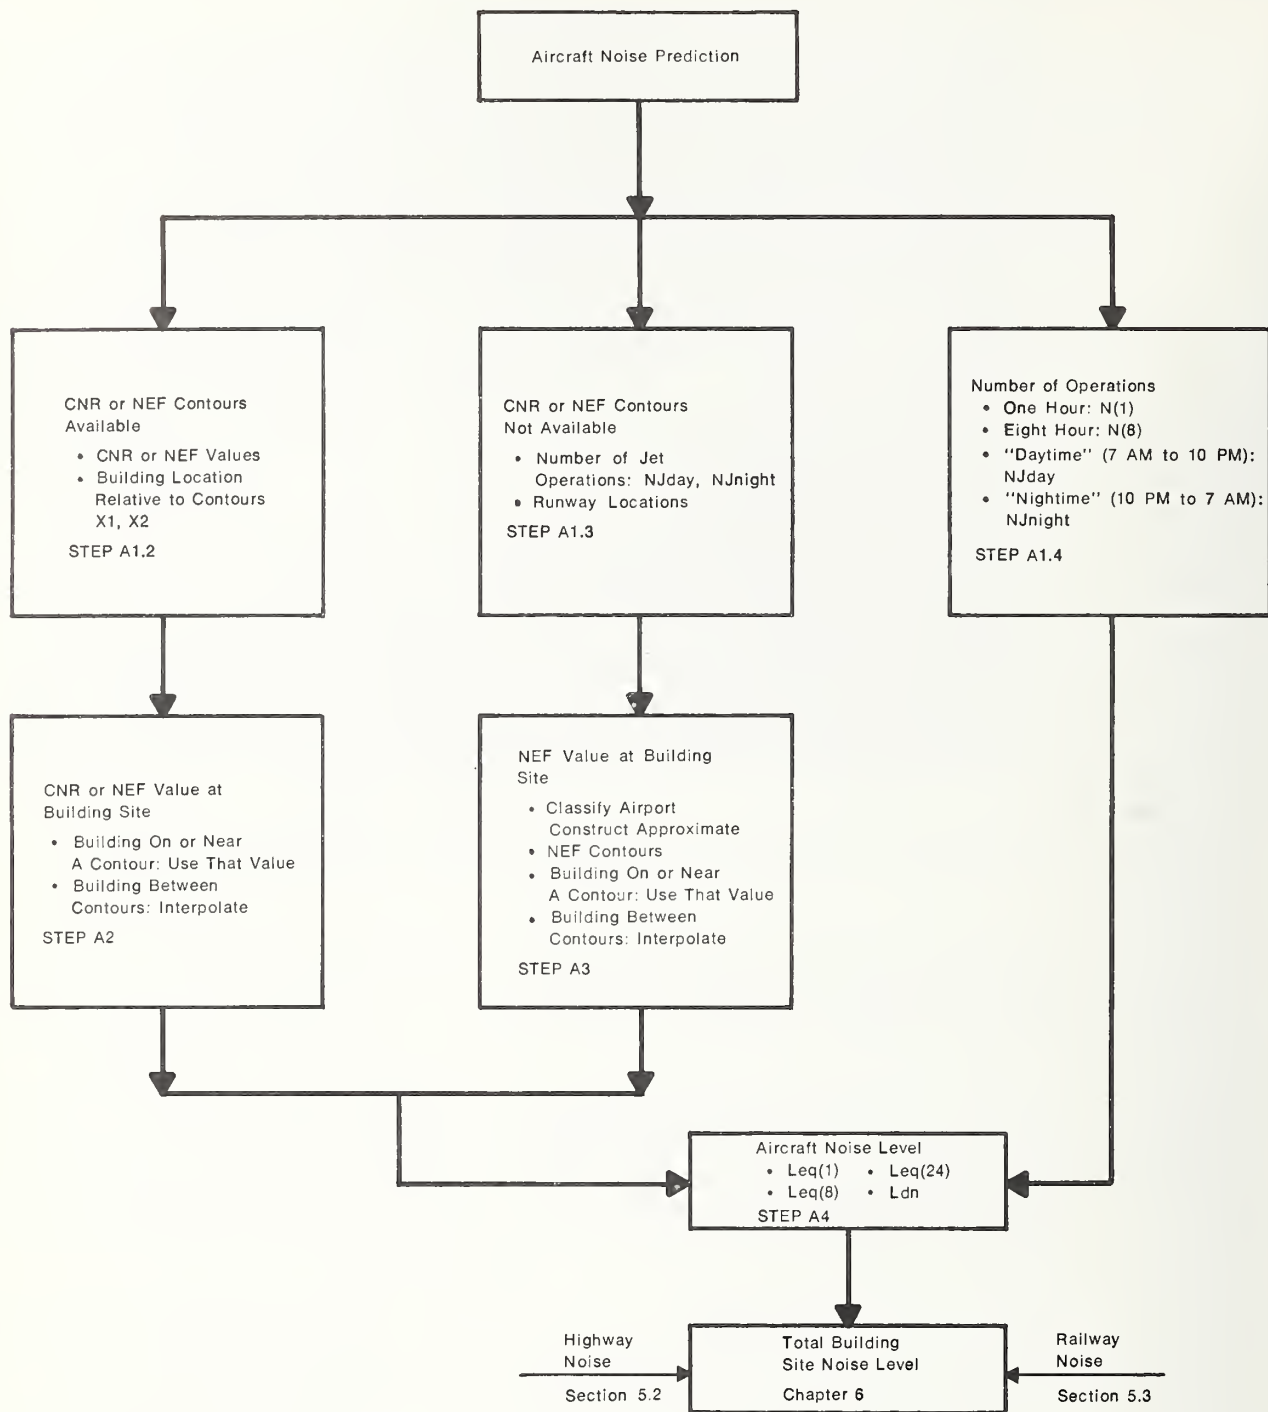 Aircraft Noise Prediction
CNR or NEF Contours
Available
• CNR or NEF Values
• Building Location
Relative to Contours
X1, X2
STEP A1.2
CNR or NEF Contours
Not Available
• Number of Jet
Operations: NJday, NJnight
• Runway Locations
STEP A1.3
Number of Operations
• One Hour: N(1)
• Eight Hour: N(8)
• "Daytime" (7 AM to 10 PM):
NJday
• "Nightime" (10 PM to 7 AM):
NJnight
STEP A1.4
CNR or NEF Value at
Building Site
• Building On or Near
A Contour: Use That Value
• Building Between
Contours: Interpolate
STEP A2
NEF Value at Building
Site
• Classify Airport
Construct Approximate
• NEF Contours
• Building On or Near
A Contour: Use That Value
• Building Between
Contours: Interpolate
STEP A3
Aircraft Noise Level
• Leq(1) • Leq(24)
• Leq(8) • Ldn
STEP A4
Highway
Noise
Section 5.2
Total Building
Site Noise Level
Chapter 6
Railway
Noise
Section 5.3